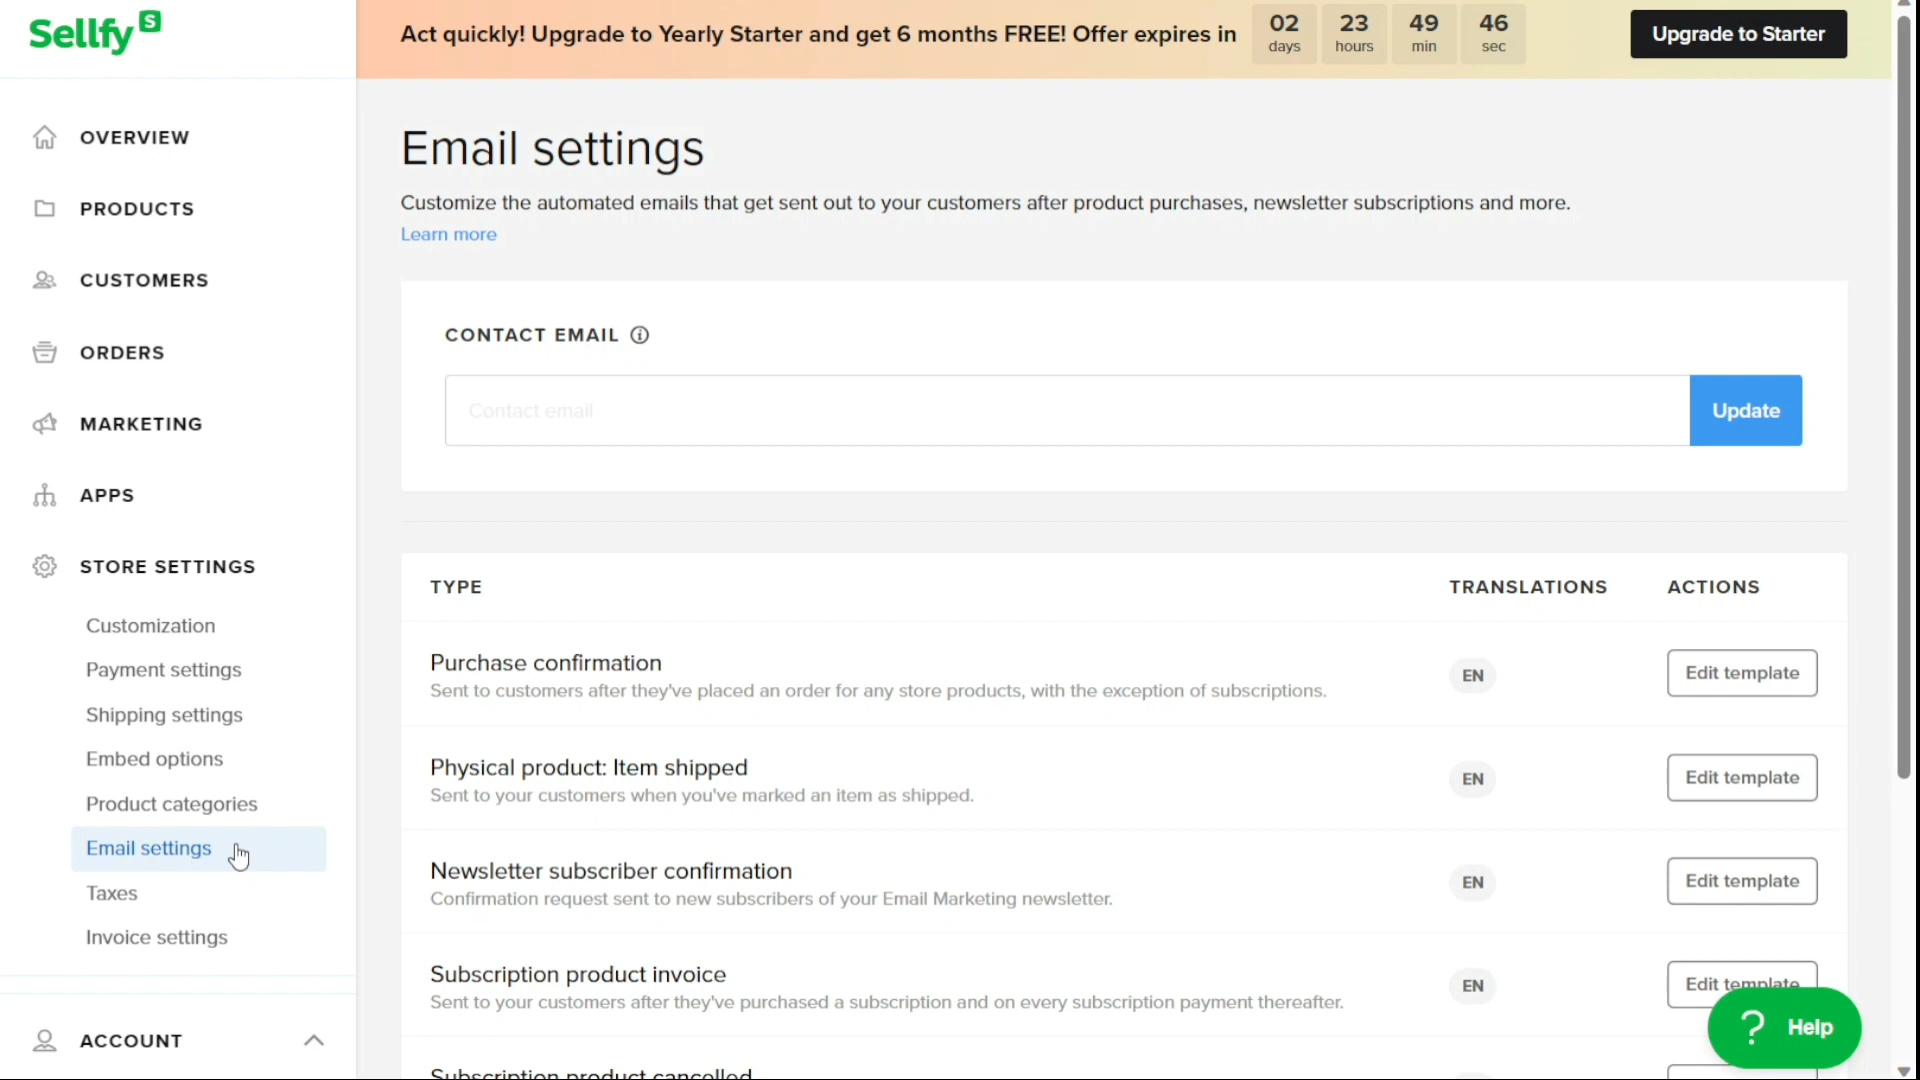 Sellfy S
Act quickly! Upgrade to Yearly Starter and get 6 months FREE! Offer expires in
02 days
23 hours
49 min
46 sec
Upgrade to Starter
OVERVIEW
PRODUCTS
CUSTOMERS
ORDERS
MARKETING
APPS
STORE SETTINGS
Customization
Payment settings
Shipping settings
Embed options
Product categories
Email settings
Taxes
Invoice settings
ACCOUNT
Email settings
Customize the automated emails that get sent out to your customers after product purchases, newsletter subscriptions and more.
Learn more
CONTACT EMAIL
Contact email
Update
TYPE TRANSLATIONS ACTIONS
Purchase confirmation
Sent to customers after they've placed an order for any store products, with the exception of subscriptions.
EN
Edit template
Physical product: Item shipped
Sent to your customers when you've marked an item as shipped.
EN
Edit template
Newsletter subscriber confirmation
Confirmation request sent to new subscribers of your Email Marketing newsletter.
EN
Edit template
Subscription product invoice
Sent to your customers after they've purchased a subscription and on every subscription payment thereafter.
EN
Edit template
Subscription product cancelled
? Help